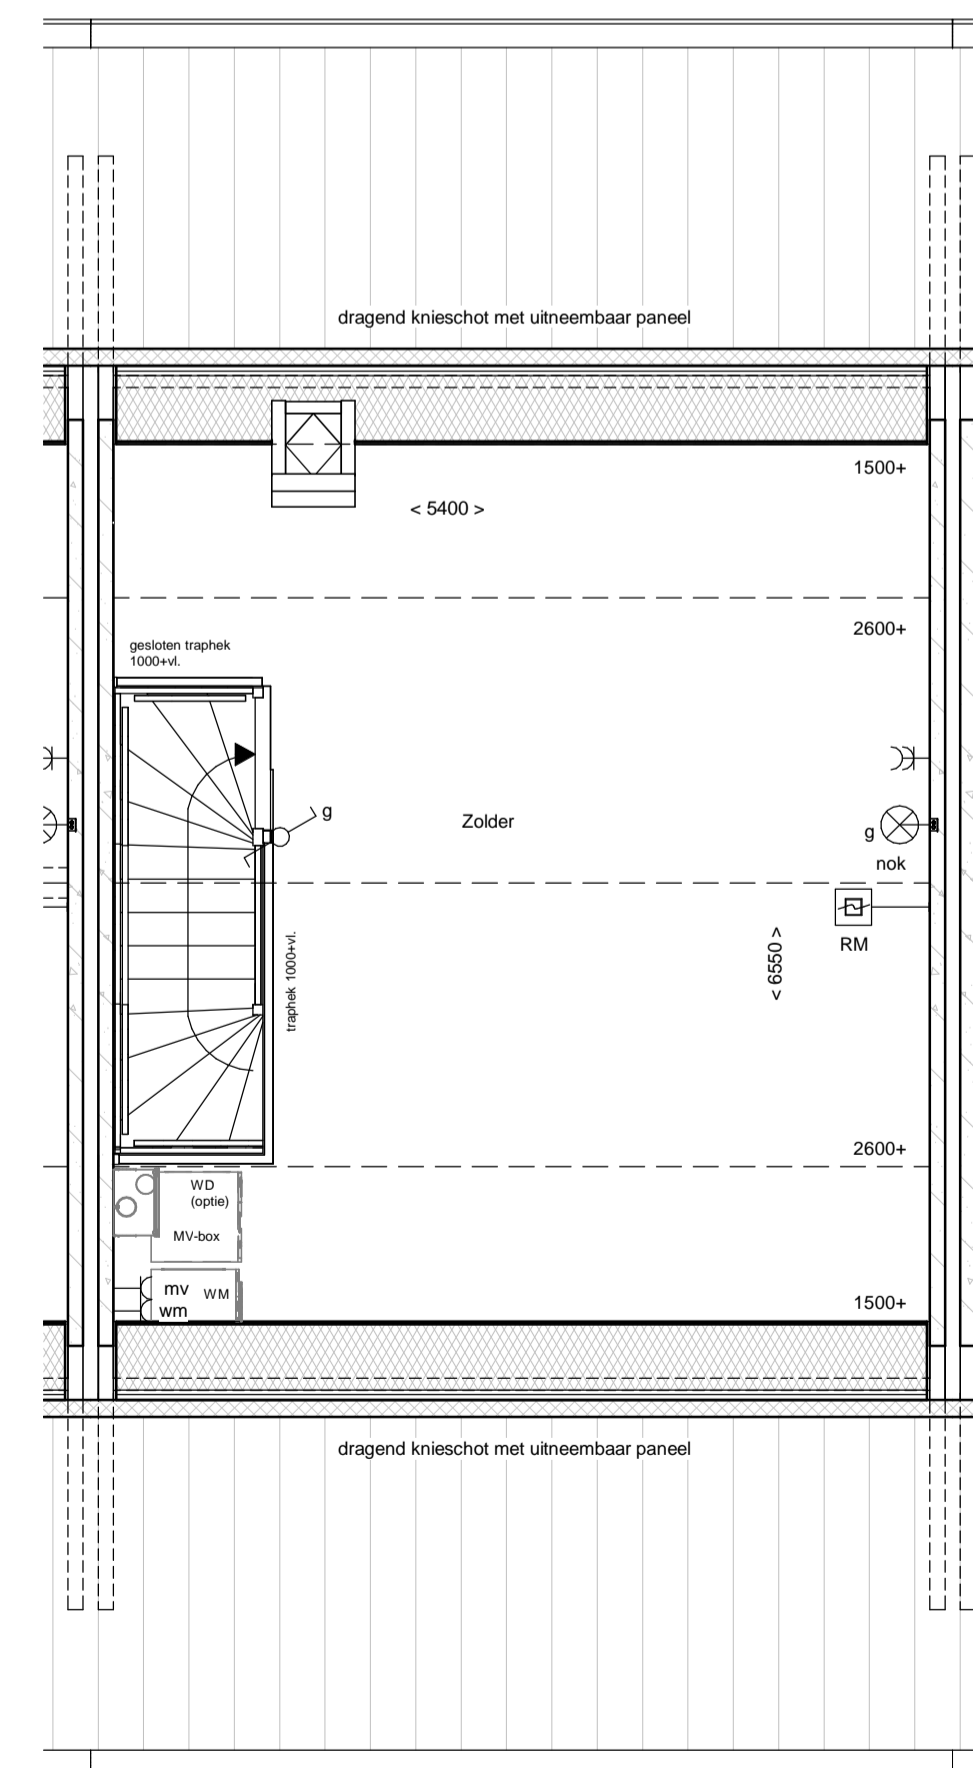 dragend knieschot met uitneembaar paneel
1500+
< 5400 >
2600+
gesloten traphek
1000+vl.
g
Zolder
g
nok
RM
traphek 1000+vl.
< 6550 >
2600+
WD
(optie)
MV-box
mv
WM
wm
1500+
dragend knieschot met uitneembaar paneel